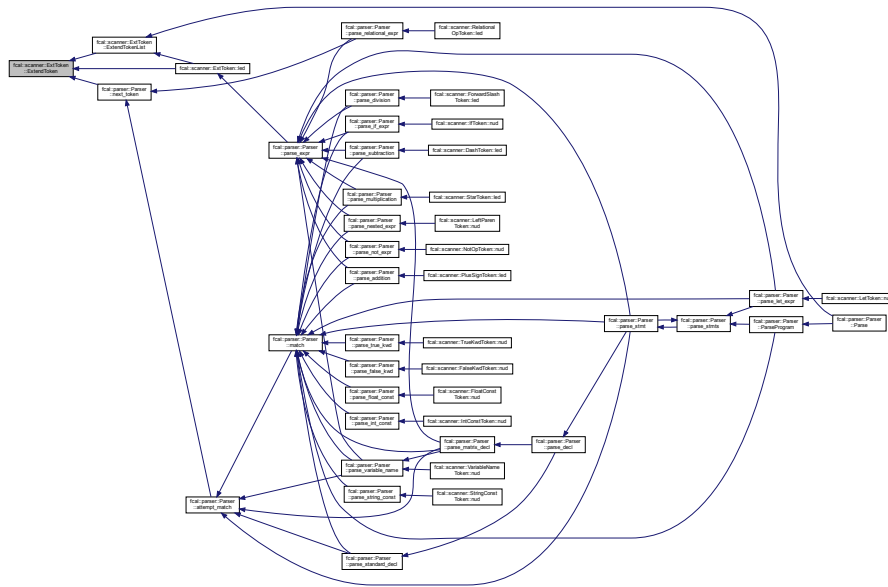 fcal::scanner::ExtToken
::ExtendToken
fcal::scanner::ExtToken
::ExtendTokenList
fcal::parser::Parser
::next_token
fcal::scanner::ExtToken::led
fcal::parser::Parser
::attempt_match
fcal::parser::Parser
::parse_expr
fcal::parser::Parser
::match
fcal::parser::Parser
::parse_relational_expr
fcal::scanner::Relational
OpToken::led
fcal::parser::Parser
::parse_division
fcal::scanner::ForwardSlash
Token::led
fcal::parser::Parser
::parse_if_expr
fcal::scanner::IfToken::nud
fcal::parser::Parser
::parse_subtraction
fcal::scanner::DashToken::led
fcal::parser::Parser
::parse_multiplication
fcal::scanner::StarToken::led
fcal::parser::Parser
::parse_nested_expr
fcal::scanner::LeftParen
Token::nud
fcal::parser::Parser
::parse_not_expr
fcal::scanner::NotOpToken::nud
fcal::parser::Parser
::parse_addition
fcal::scanner::PlusSignToken::led
fcal::parser::Parser
::parse_true_kwd
fcal::scanner::TrueKwdToken::nud
fcal::parser::Parser
::parse_false_kwd
fcal::scanner::FalseKwdToken::nud
fcal::parser::Parser
::parse_float_const
fcal::scanner::FloatConst
Token::nud
fcal::parser::Parser
::parse_int_const
fcal::scanner::IntConstToken::nud
fcal::parser::Parser
::parse_matrix_decl
fcal::parser::Parser
::parse_decl
fcal::parser::Parser
::parse_variable_name
fcal::scanner::VariableName
Token::nud
fcal::parser::Parser
::parse_string_const
fcal::scanner::StringConst
Token::nud
fcal::parser::Parser
::parse_standard_decl
fcal::parser::Parser
::parse_stmt
fcal::parser::Parser
::parse_stmts
fcal::parser::Parser
::parse_let_expr
fcal::scanner::LetToken::nud
fcal::parser::Parser
::ParseProgram
fcal::parser::Parser
::Parse